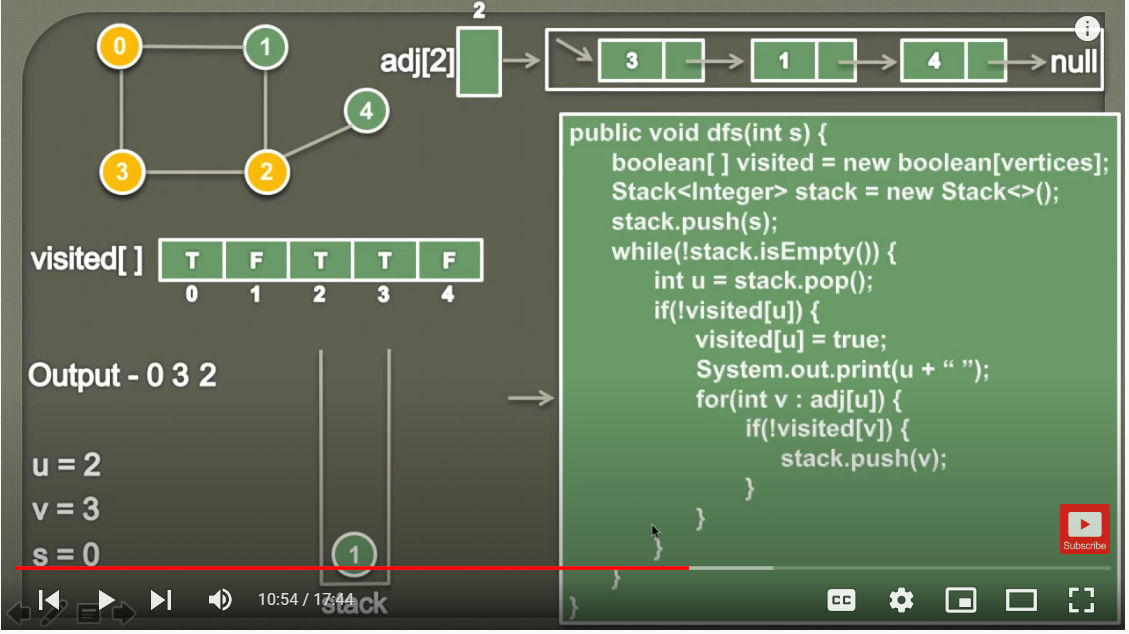 2
0
1
adj[2]
3
1
4
null
4
3
2
public void dfs(int s) {
boolean[ ] visited = new boolean[vertices];
Stack<Integer> stack = new Stack<>();
stack.push(s);
while(!stack.isEmpty()) {
int u = stack.pop();
if(!visited[u]) {
visited[u] = true;
System.out.print(u + “ ”);
for(int v : adj[u]) {
if(!visited[v]) {
stack.push(v);
}
}
}
}
}
visited[ ]
T F T T F
0 1 2 3 4
Output - 0 3 2
u = 2
v = 3
s = 0
1
stack
Subscribe
10:54 / 17:44
CC